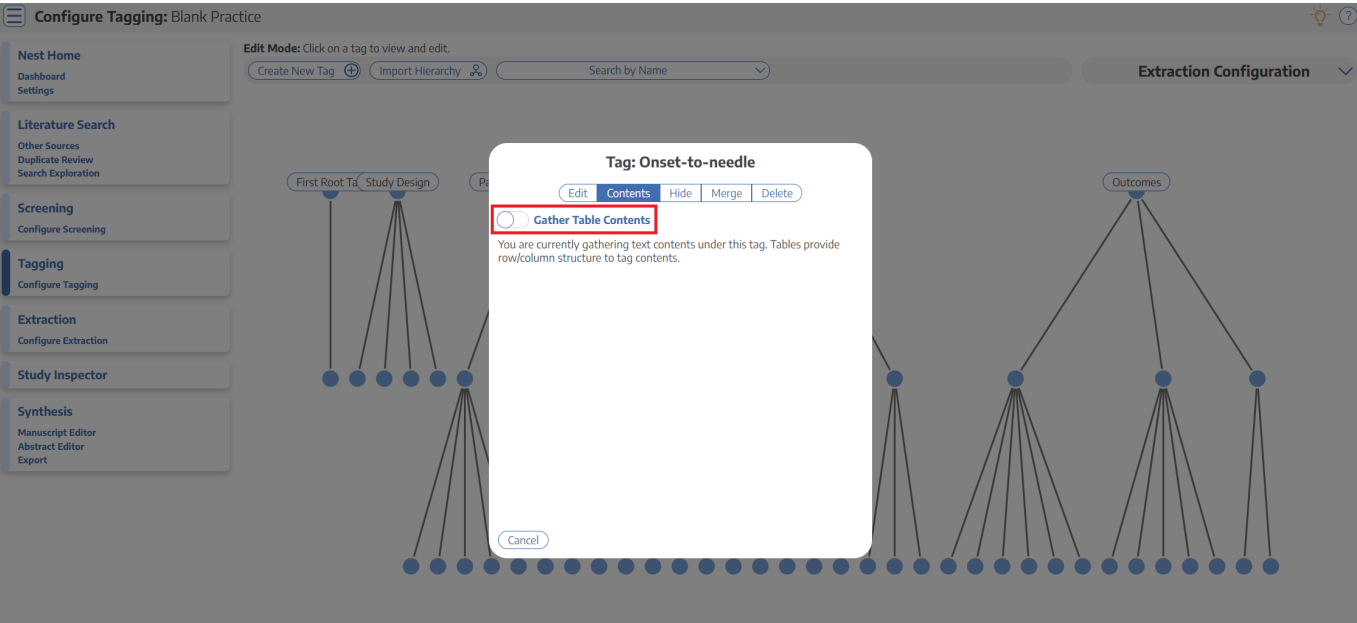 Configure Tagging: Blank Practice
?
Nest Home
Dashboard
Settings
Literature Search
Other Sources
Duplicate Review
Search Exploration
Screening
Configure Screening
Tagging
Configure Tagging
Extraction
Configure Extraction
Study Inspector
Synthesis
Manuscript Editor
Abstract Editor
Export
Edit Mode: Click on a tag to view and edit.
Create New Tag Import Hierarchy Search by Name
Extraction Configuration
First Root Ta Study Design Pa
Outcomes
Tag: Onset-to-needle
Edit Contents Hide Merge Delete
Gather Table Contents
You are currently gathering text contents under this tag. Tables provide
row/column structure to tag contents.
Cancel